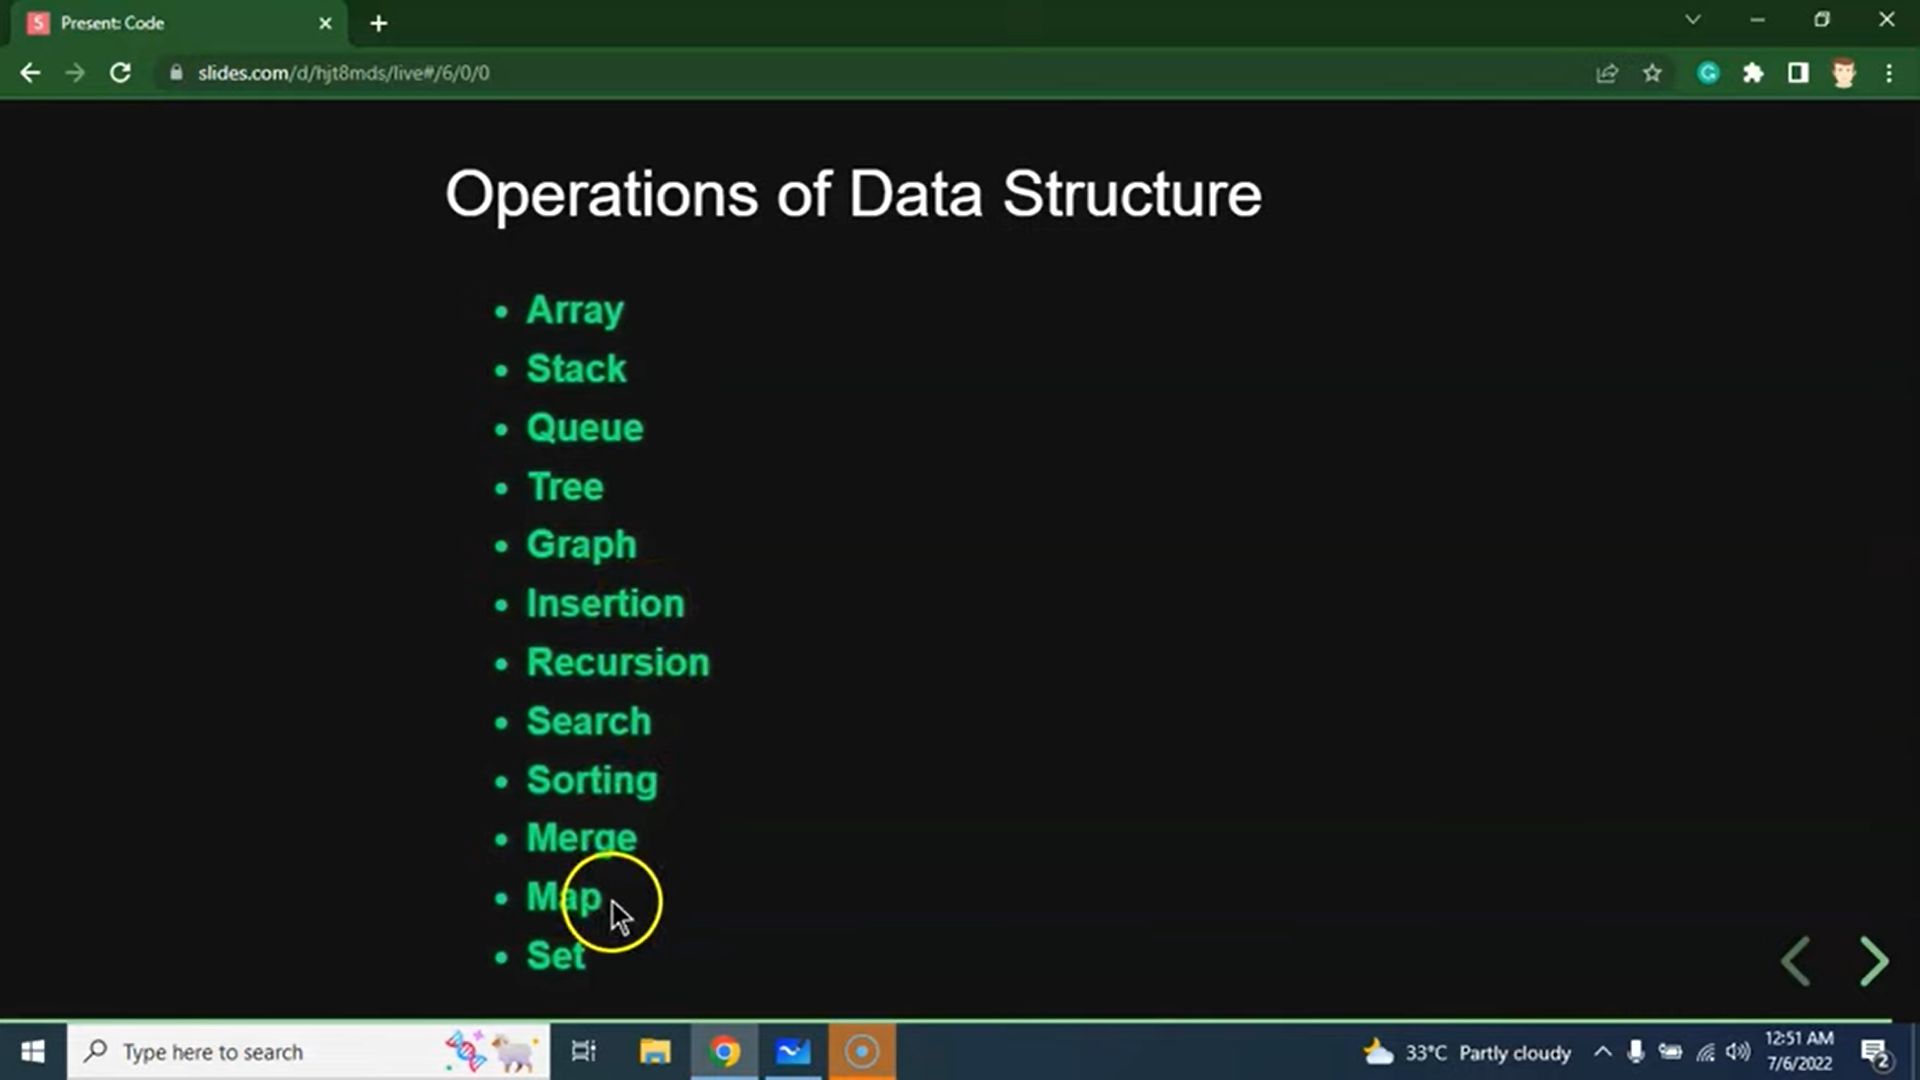 S Present: Code
slides.com/d/hjt8mds/live#/6/0/0
Operations of Data Structure
• Array
• Stack
• Queue
• Tree
• Graph
• Insertion
• Recursion
• Search
• Sorting
• Merge
• Map
• Set
Type here to search
33°C Partly cloudy
12:51 AM
7/6/2022
2